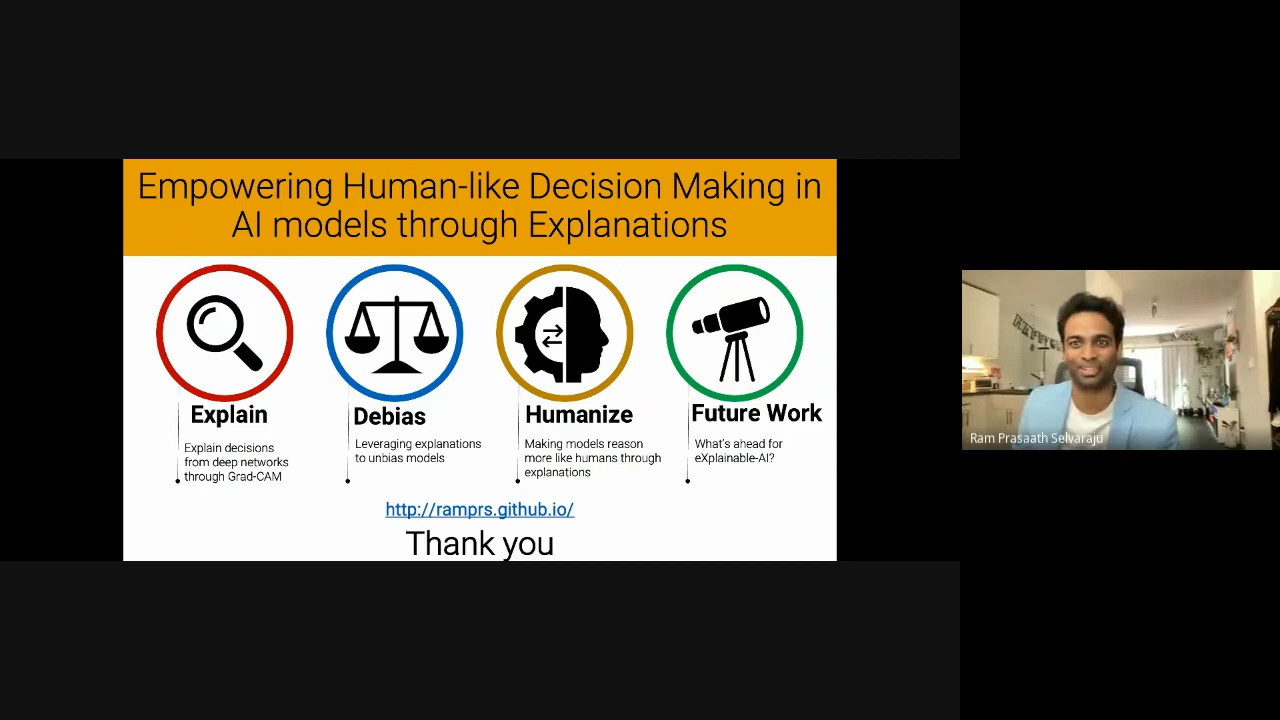 Empowering Human-like Decision Making in
AI models through Explanations
Explain
Explain decisions
from deep networks
through Grad-CAM
Debias
Leveraging explanations
to unbias models
Humanize
Making models reason
more like humans through
explanations
Future Work
What's ahead for
eXplainable-AI?
http://ramprs.github.io/
Thank you
Ram Prasaath Selvaraju